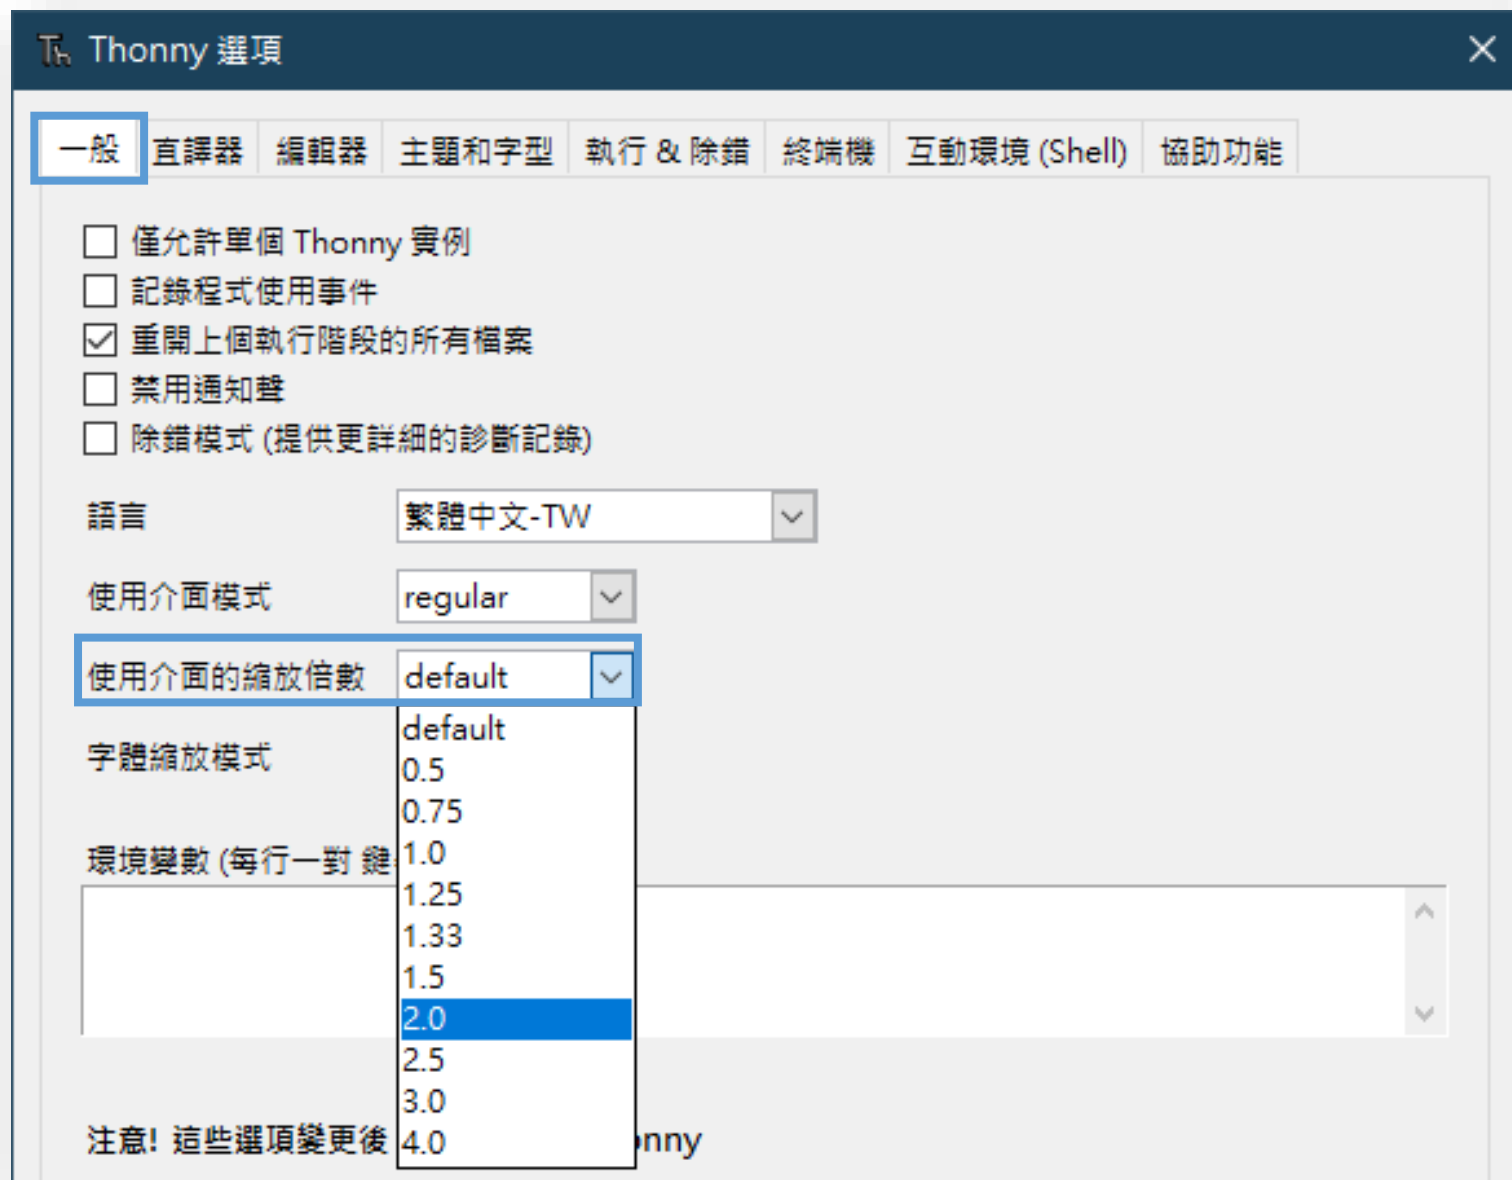 Thonny 選項
一般 直譯器 編輯器 主題和字型 執行 & 除錯 終端機 互動環境 (Shell) 協助功能
僅允許單個 Thonny 實例
記錄程式使用事件
重開上個執行階段的所有檔案
禁用通知聲
除錯模式 (提供更詳細的診斷記錄)
語言 繁體中文-TW
使用介面模式 regular
使用介面的縮放倍數 default
default
字體縮放模式
0.5
0.75
環境變數 (每行一對 鍵
1.0
1.25
1.33
1.5
2.0
2.5
3.0
注意! 這些選項變更後
4.0